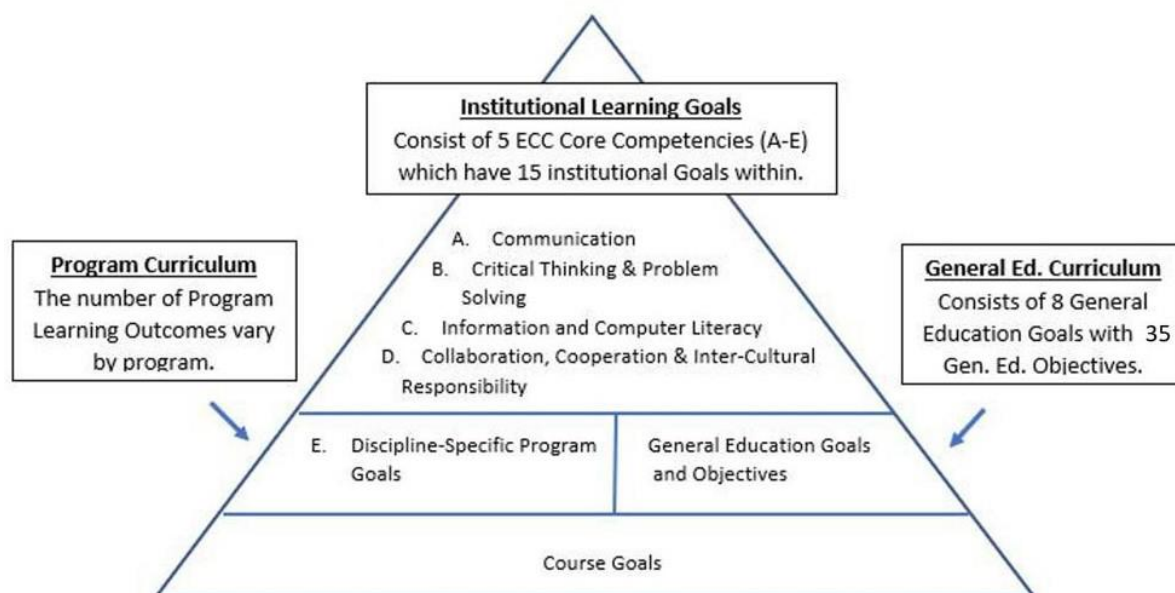 Institutional Learning Goals
Consist of 5 ECC Core Competencies (A-E)
which have 15 institutional Goals within.
A. Communication
B. Critical Thinking & Problem
Solving
C. Information and Computer Literacy
D. Collaboration, Cooperation & Inter-Cultural
Responsibility
Program Curriculum
The number of Program
Learning Outcomes vary
by program.
General Ed. Curriculum
Consists of 8 General
Education Goals with 35
Gen. Ed. Objectives.
E. Discipline-Specific Program
Goals
General Education Goals
and Objectives
Course Goals